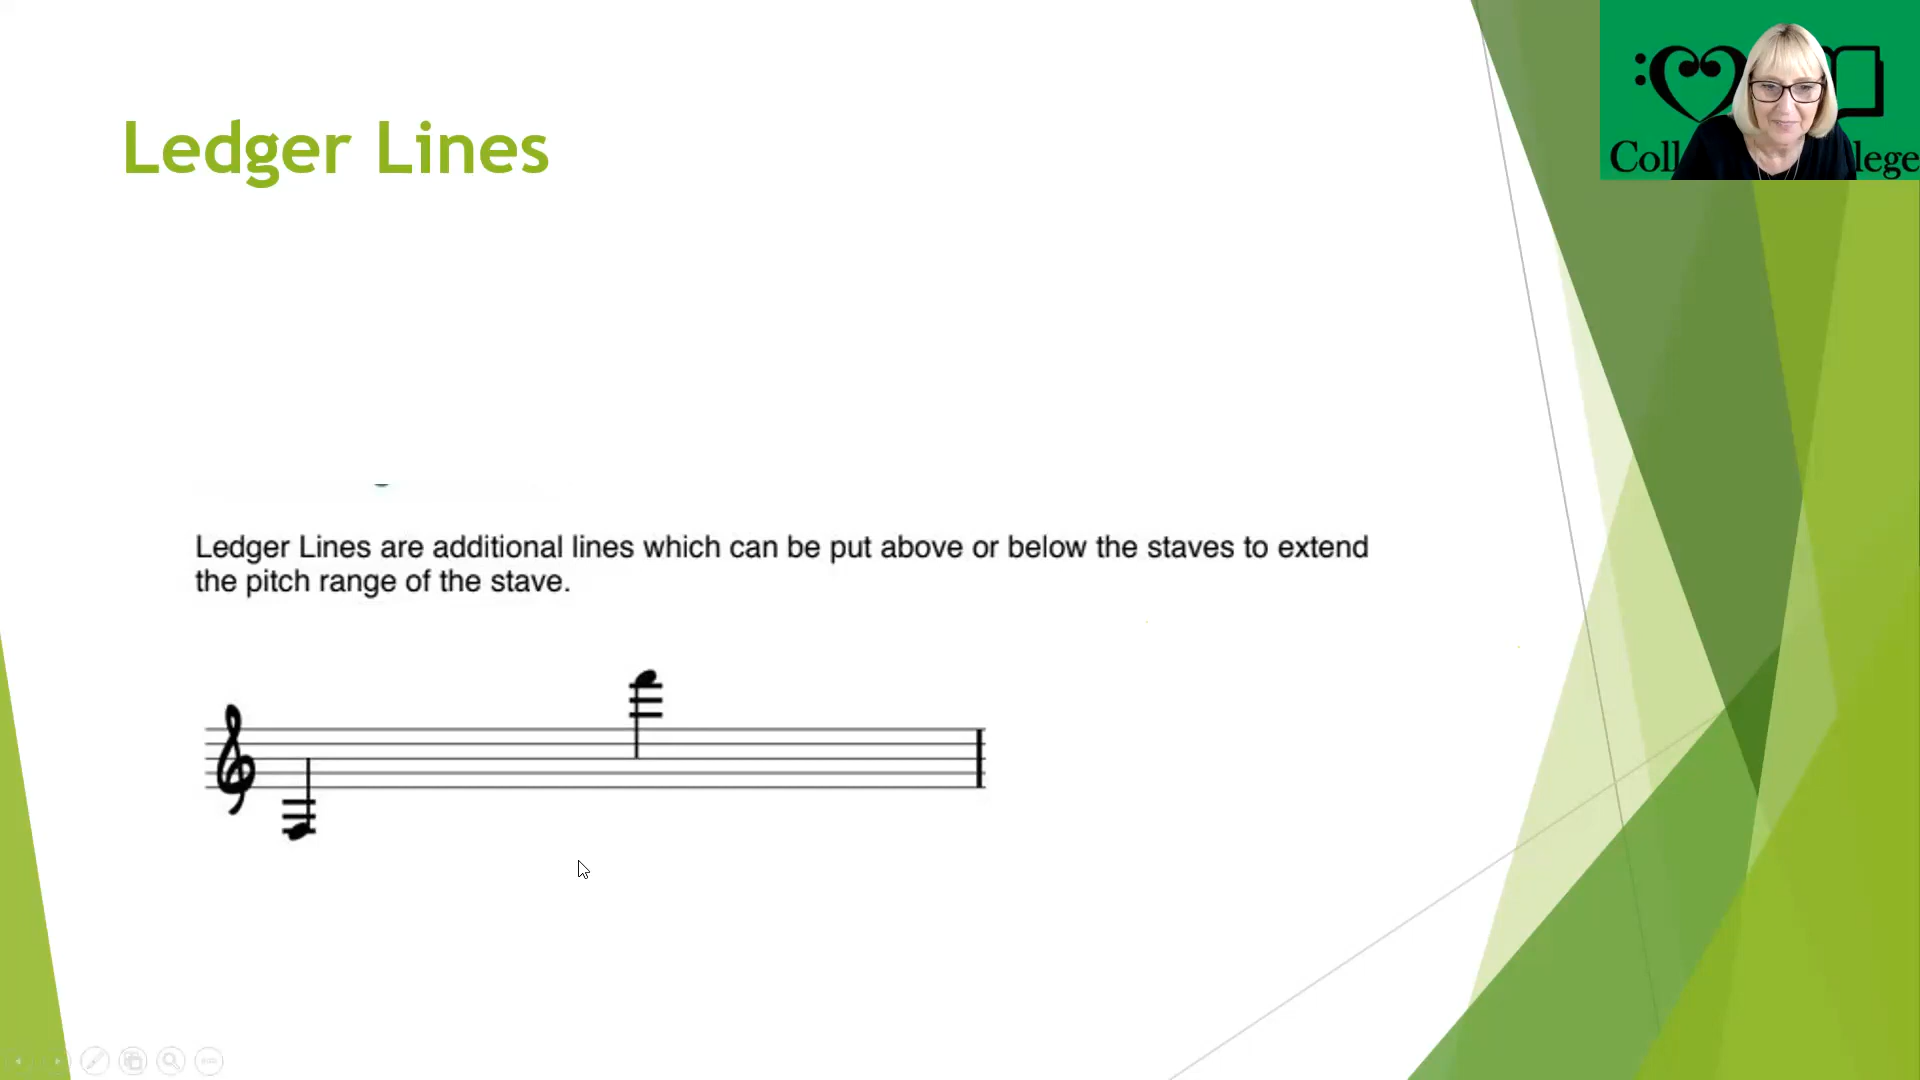 Ledger Lines
Ledger Lines are additional lines which can be put above or below the staves to extend
the pitch range of the stave.
Coll
lege